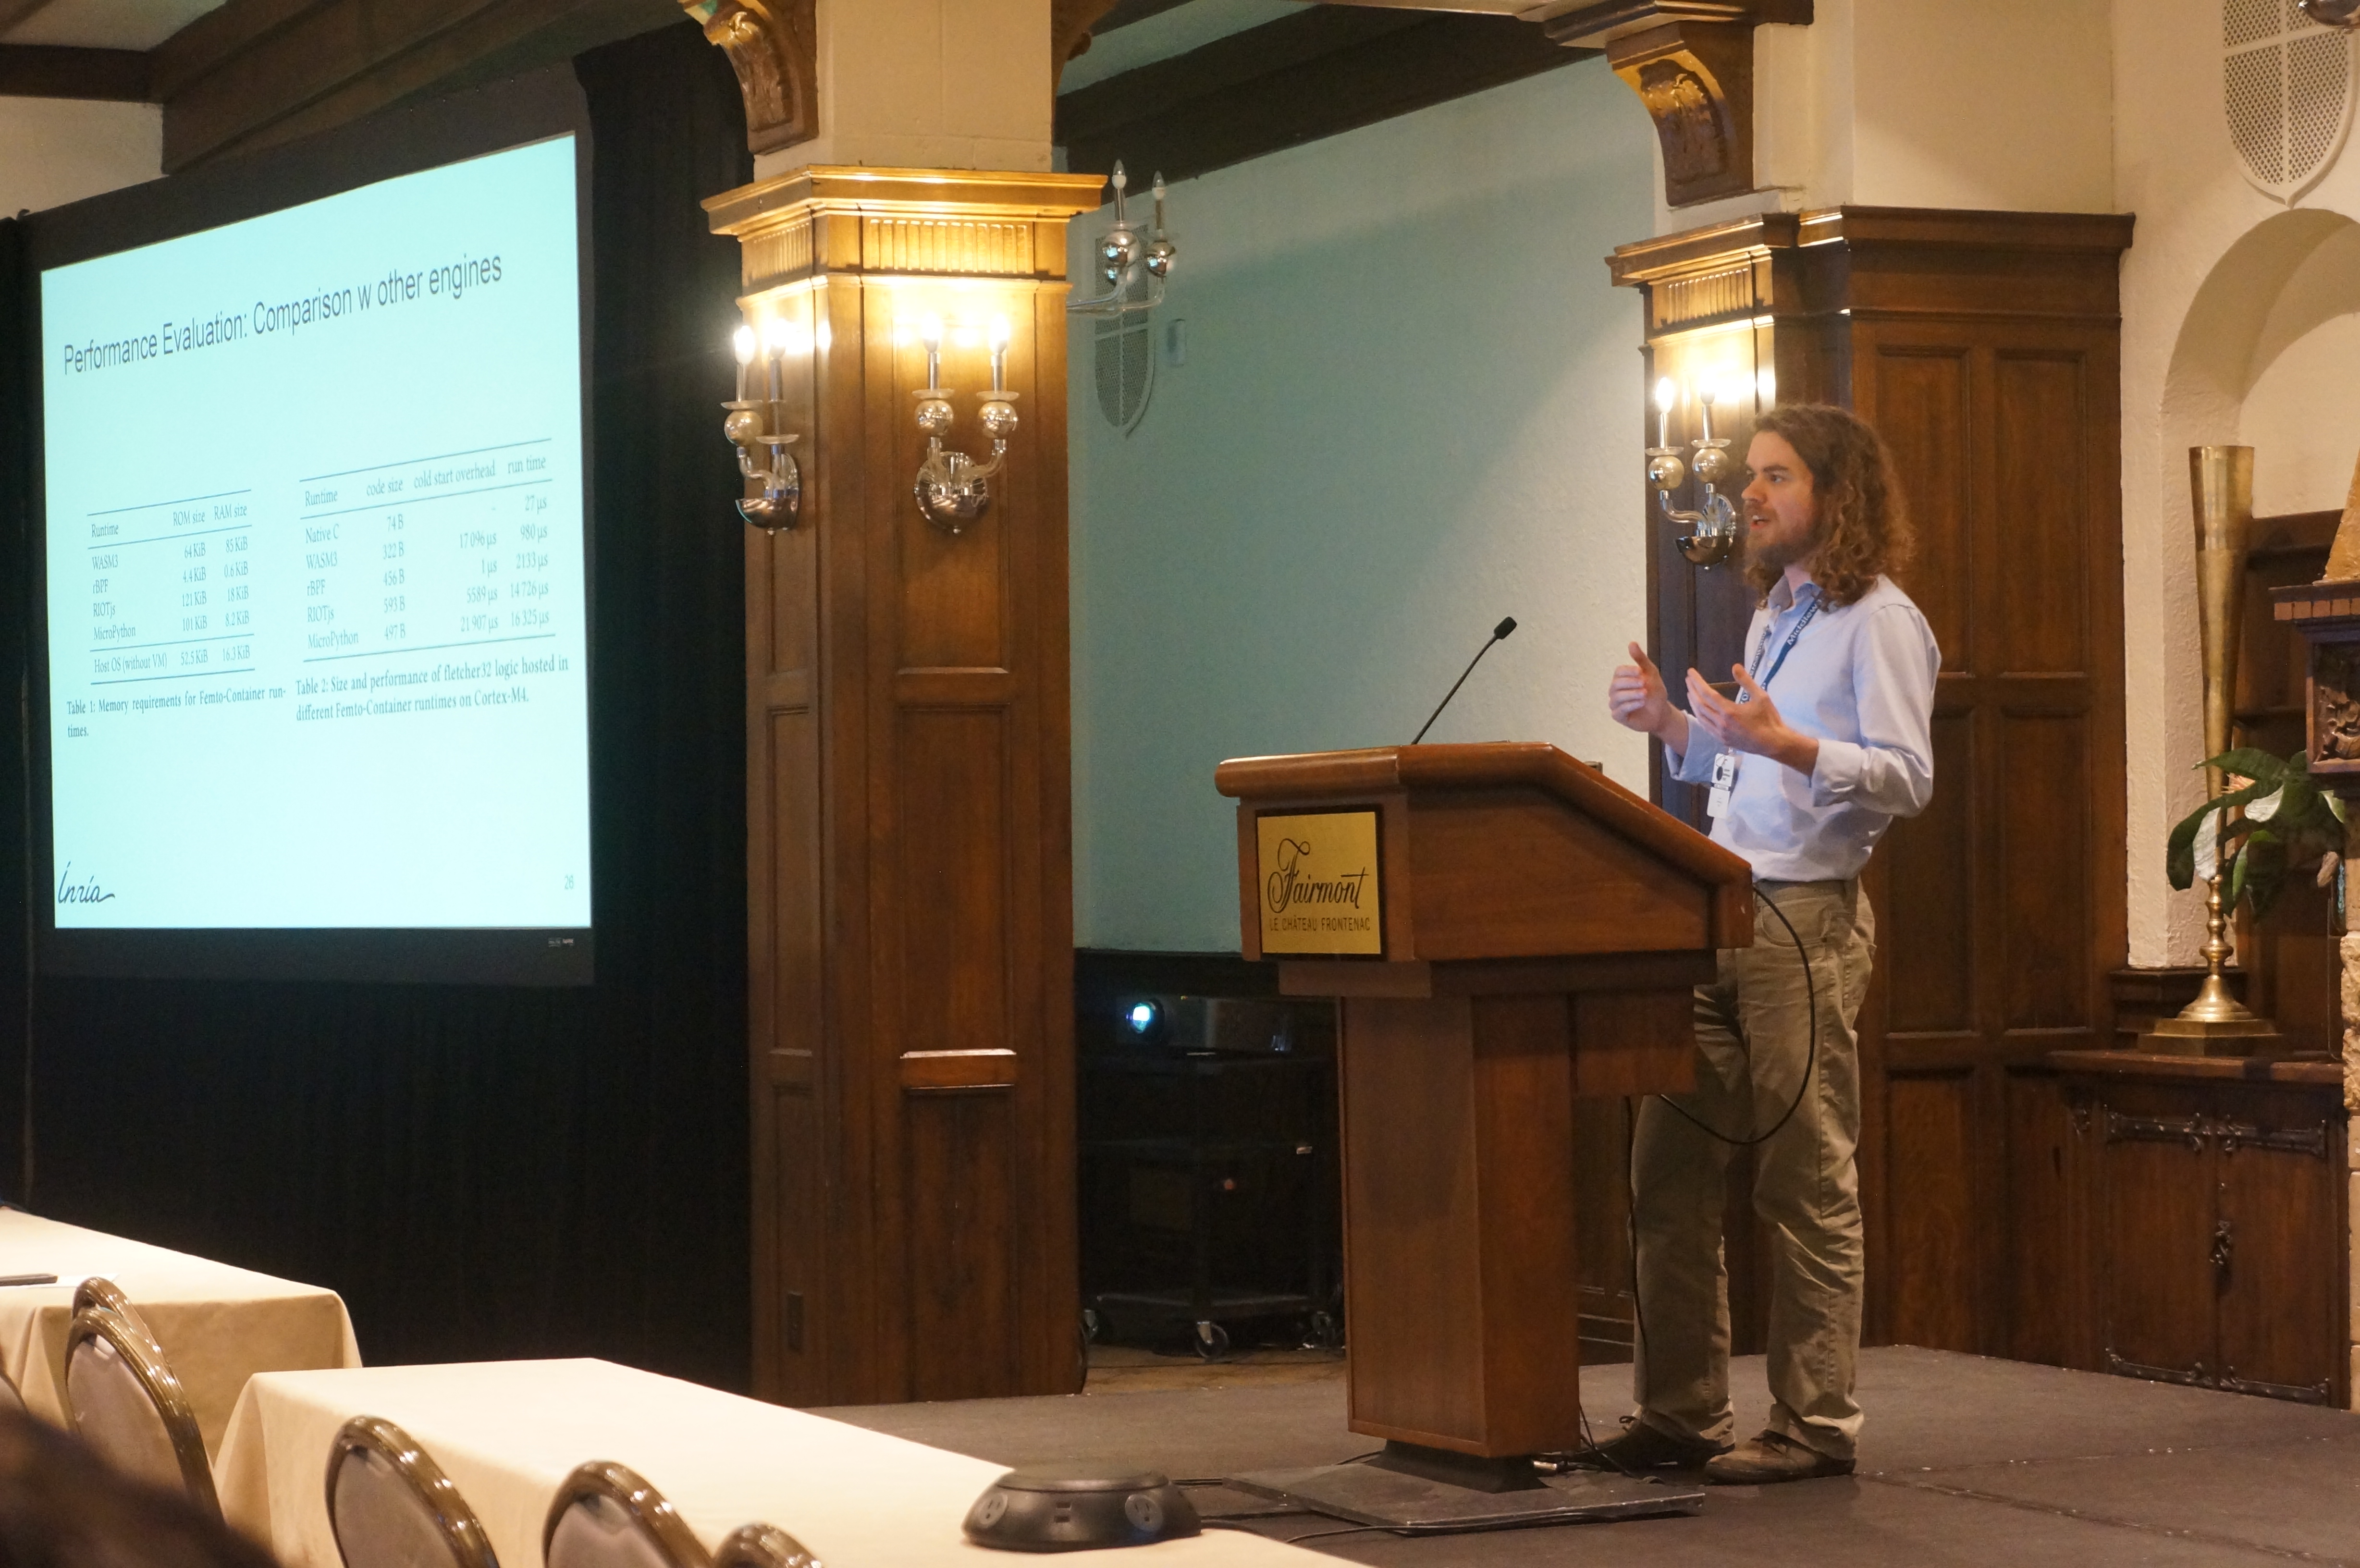 Performance Evaluation: Comparison w other engines
Runtime ROM size RAM size
WASM3 64 KiB 85 KiB
rBPF 4.4 KiB 0.6 KiB
RIOTjs 121 KiB 18 KiB
MicroPython 101 KiB 8.2 KiB
Host OS (without VM) 52.5 KiB 16.3 KiB
Table 1: Memory requirements for Femto-Container run-
times.
Runtime code size cold start overhead run time
Native C 74 B – 27 µs
WASM3 322 B 17 096 µs 980 µs
rBPF 456 B 1 µs 2133 µs
RIOTjs 593 B 5589 µs 14 726 µs
MicroPython 497 B 21 907 µs 16 325 µs
Table 2: Size and performance of fletcher32 logic hosted in
different Femto-Container runtimes on Cortex-M4.
Inria
26
Fairmont
LE CHÂTEAU FRONTENAC